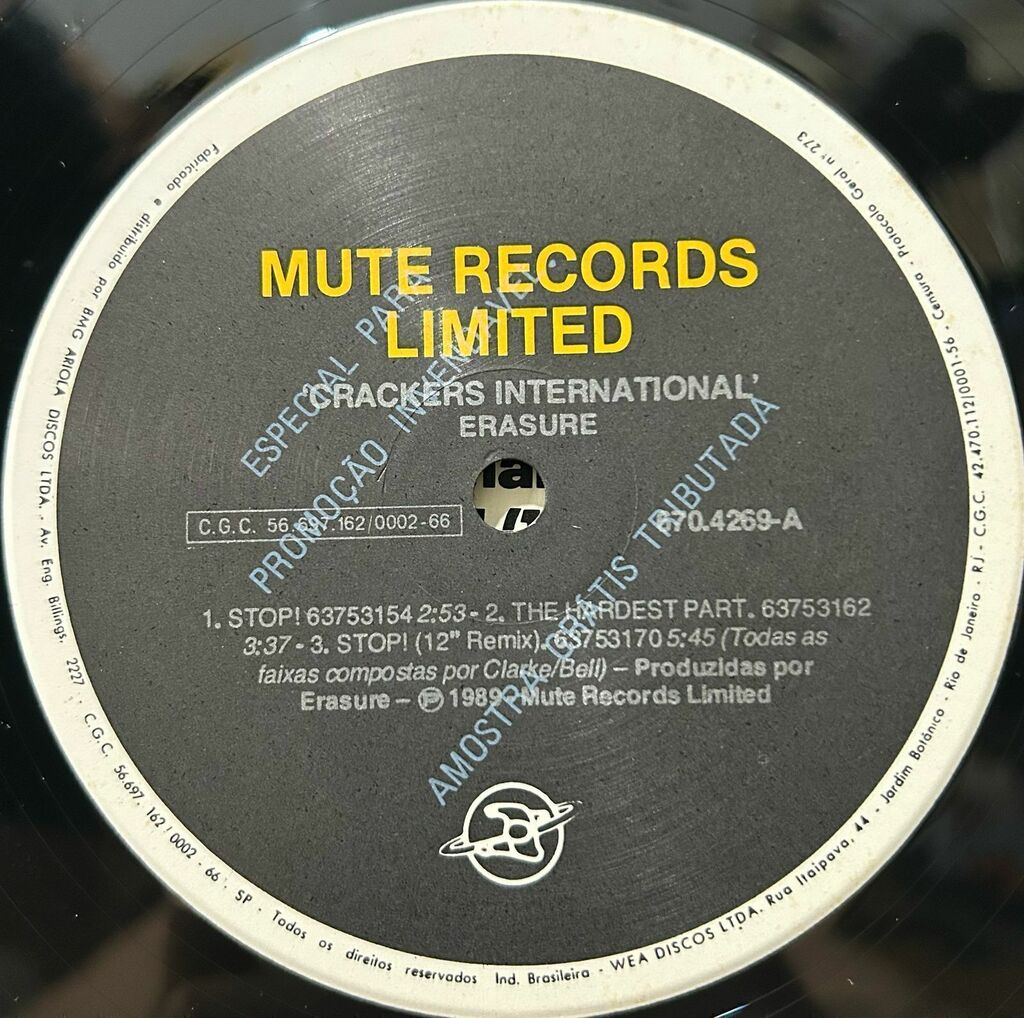 MUTE RECORDS
LIMITED
'CRACKERS INTERNATIONAL'
ERASURE
C.G.C. 56.697.162/0002-66
670.4269-A
1. STOP! 63753154 2:53 - 2. THE HARDEST PART. 63753162
3:37 - 3. STOP! (12" Remix). 63753170 5:45 (Todas as
faixas compostas por Clarke/Bell) – Produzidas por
Erasure – Ⓟ 1989 Mute Records Limited
ESPECIAL PARA
PROMOÇÃO INVENDÁVEL
AMOSTRA GRÁTIS TRIBUTADA
Fabricado e distribuído por BMG ARIOLA DISCOS LTDA. - Av. Eng. Billings, 2227 C.G.C. 56.697.162/0002-66 - SP - Todos os direitos reservados Ind. Brasileira - WEA DISCOS LTDA. Rua Itaipava, 44 - Jardim Botânico - Rio de Janeiro - RJ - C.G.C. 42.470.112/0001-56 - Censura - Protocolo Geral nº 273